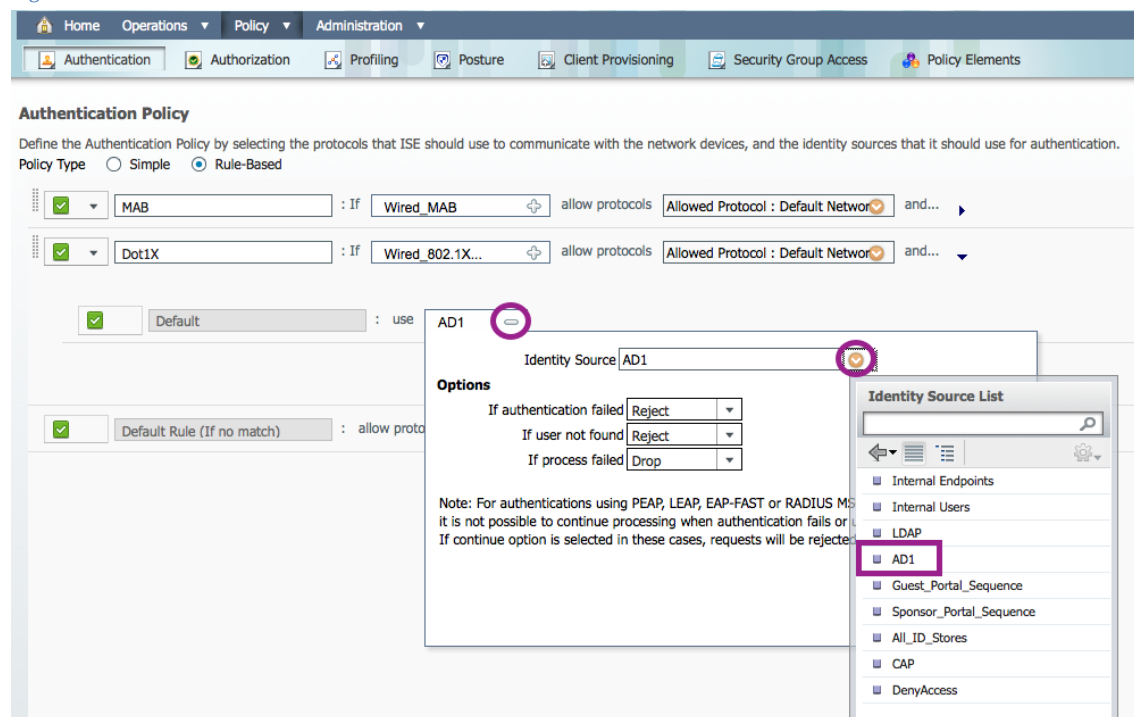 Home Operations Policy Administration
Authentication Authorization Profiling Posture Client Provisioning Security Group Access Policy Elements
Authentication Policy
Define the Authentication Policy by selecting the protocols that ISE should use to communicate with the network devices, and the identity sources that it should use for authentication.
Policy Type Simple Rule-Based
MAB : If Wired_MAB allow protocols Allowed Protocol : Default Networ and...
Dot1X : If Wired_802.1X... allow protocols Allowed Protocol : Default Networ and...
Default : use AD1
Identity Source AD1
Options
If authentication failed Reject
If user not found Reject
If process failed Drop
Note: For authentications using PEAP, LEAP, EAP-FAST or RADIUS MS
it is not possible to continue processing when authentication fails or
If continue option is selected in these cases, requests will be rejected
Default Rule (If no match) : allow proto
Identity Source List
Internal Endpoints
Internal Users
LDAP
AD1
Guest_Portal_Sequence
Sponsor_Portal_Sequence
All_ID_Stores
CAP
DenyAccess